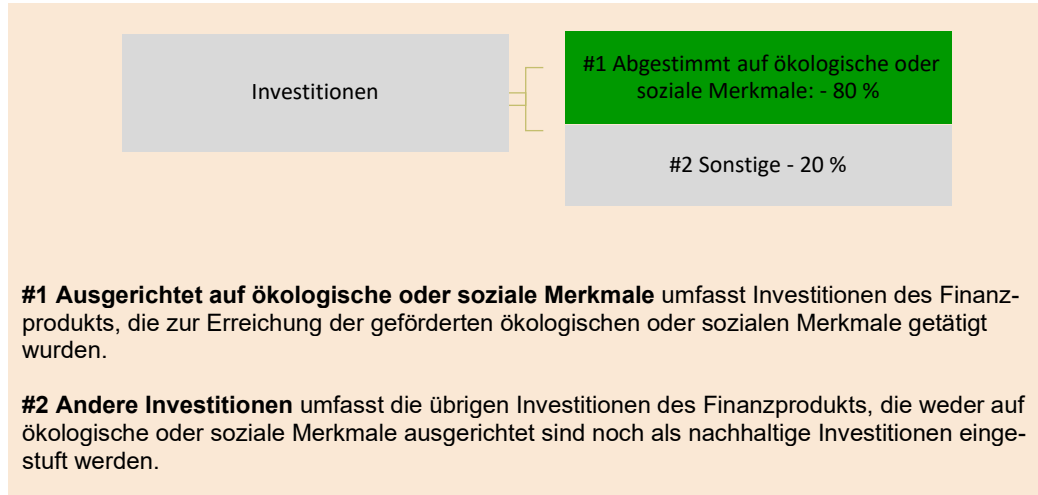 Investitionen
#1 Abgestimmt auf ökologische oder
soziale Merkmale: - 80 %
#2 Sonstige - 20 %
#1 Ausgerichtet auf ökologische oder soziale Merkmale umfasst Investitionen des Finanz-
produkts, die zur Erreichung der geförderten ökologischen oder sozialen Merkmale getätigt
wurden.
#2 Andere Investitionen umfasst die übrigen Investitionen des Finanzprodukts, die weder auf
ökologische oder soziale Merkmale ausgerichtet sind noch als nachhaltige Investitionen einge-
stuft werden.